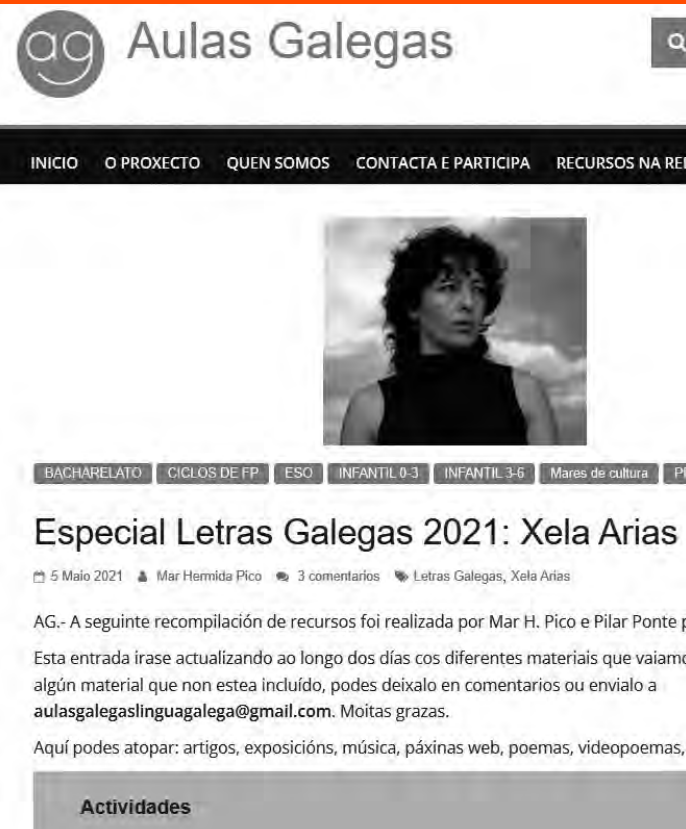 ag Aulas Galegas
INICIO O PROXECTO QUEN SOMOS CONTACTA E PARTICIPA RECURSOS NA
BACHARELATO CICLOS DE FP ESO INFANTIL 0-3 INFANTIL 3-6 Mares de cultura
Especial Letras Galegas 2021: Xela Arias
5 Maio 2021 Mar Hermida Pico 3 comentarios Letras Galegas, Xela Arias
AG.- A seguinte recompilación de recursos foi realizada por Mar H. Pico e Pilar Ponte
Esta entrada irase actualizando ao longo dos días cos diferentes materiais que
algún material que non estea incluído, podes deixalo en comentarios ou envialo a
aulasgalegaslinguagalega@gmail.com. Moitas grazas.
Aquí podes atopar: artigos, exposicións, música, páxinas web, poemas, videopoemas,
Actividades